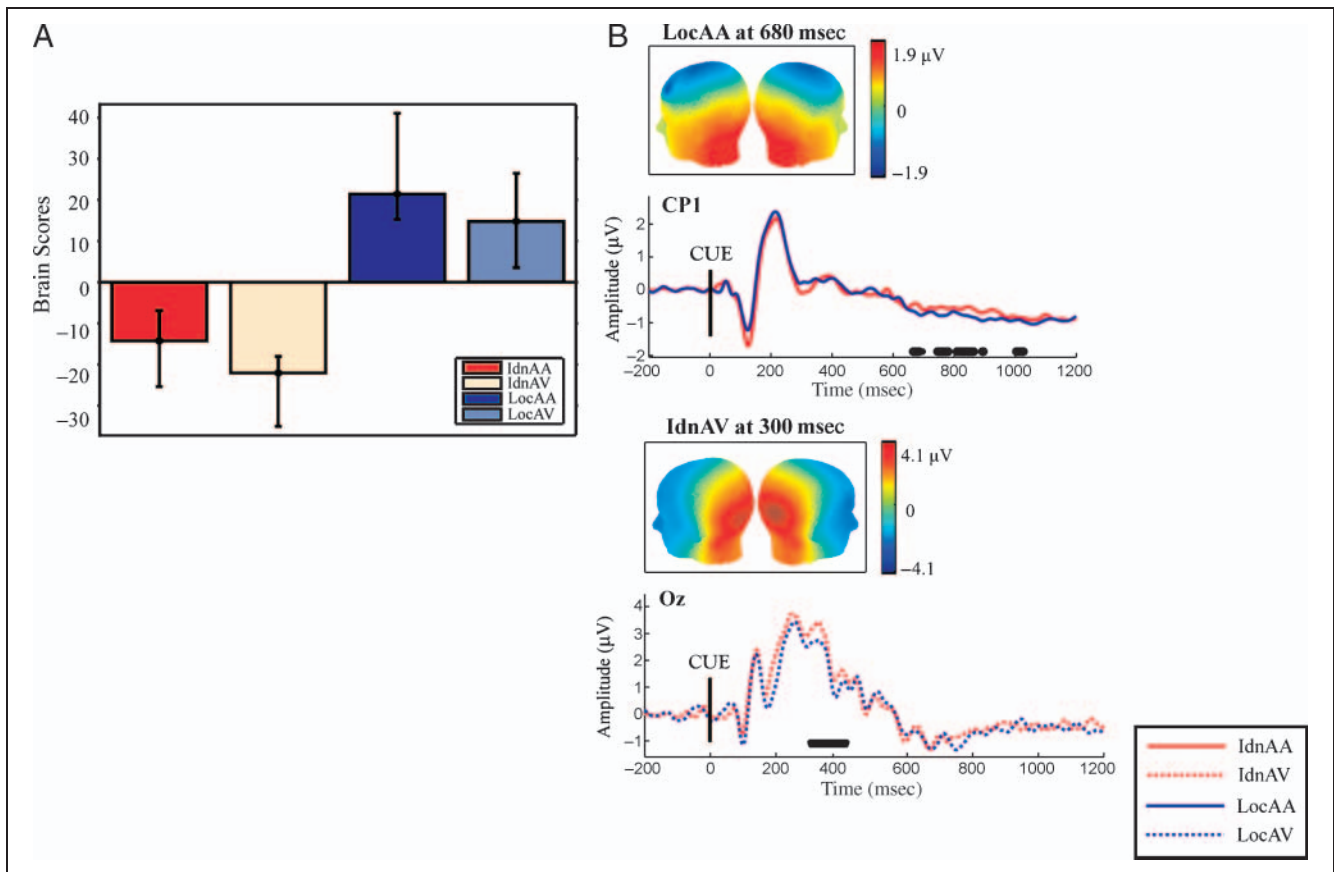 A
40
30
20
10
0
−10
−20
−30
Brain Scores
IdnAA
IdnAV
LocAA
LocAV
B
LocAA at 680 msec
1.9 μV
0
−1.9
CP1
CUE
Amplitude (μV)
2
1
0
−1
−2
−200 0 200 400 600 800 1000 1200
Time (msec)
IdnAV at 300 msec
4.1 μV
0
−4.1
Oz
CUE
Amplitude (μV)
4
3
2
1
0
−1
−200 0 200 400 600 800 1000 1200
Time (msec)
IdnAA
IdnAV
LocAA
LocAV